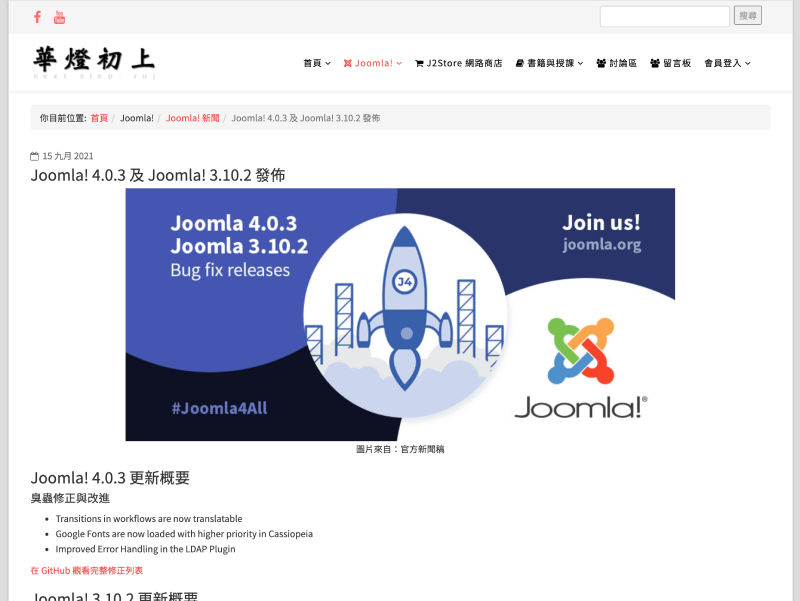 搜尋
華燈初上
next step: roj
首頁
Joomla!
J2Store 網路商店
書籍與授課
討論區
留言板
會員登入
你目前位置: 首頁 / Joomla! / Joomla! 新聞 / Joomla! 4.0.3 及 Joomla! 3.10.2 發佈
15 九月 2021
Joomla! 4.0.3 及 Joomla! 3.10.2 發佈
Joomla 4.0.3
Joomla 3.10.2
Bug fix releases
Join us!
joomla.org
J4
#Joomla4All
Joomla!®
圖片來自：官方新聞稿
Joomla! 4.0.3 更新概要
臭蟲修正與改進
Transitions in workflows are now translatable
Google Fonts are now loaded with higher priority in Cassiopeia
Improved Error Handling in the LDAP Plugin
在 GitHub 觀看完整修正列表
Joomla! 3.10.2 更新概要